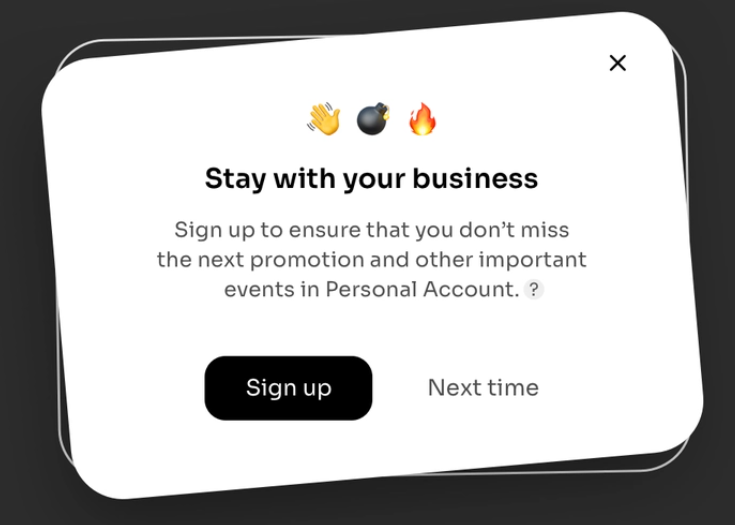 👋 💣 🔥
Stay with your business
Sign up to ensure that you don’t miss
the next promotion and other important
events in Personal Account. ?
Sign up
Next time